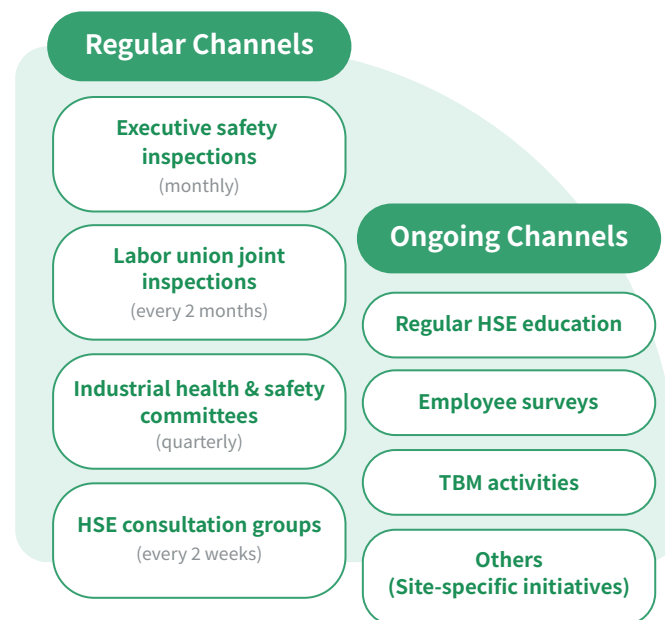 Regular Channels
Executive safety
inspections
(monthly)
Labor union joint
inspections
(every 2 months)
Industrial health & safety
committees
(quarterly)
HSE consultation groups
(every 2 weeks)
Ongoing Channels
Regular HSE education
Employee surveys
TBM activities
Others
(Site-specific initiatives)